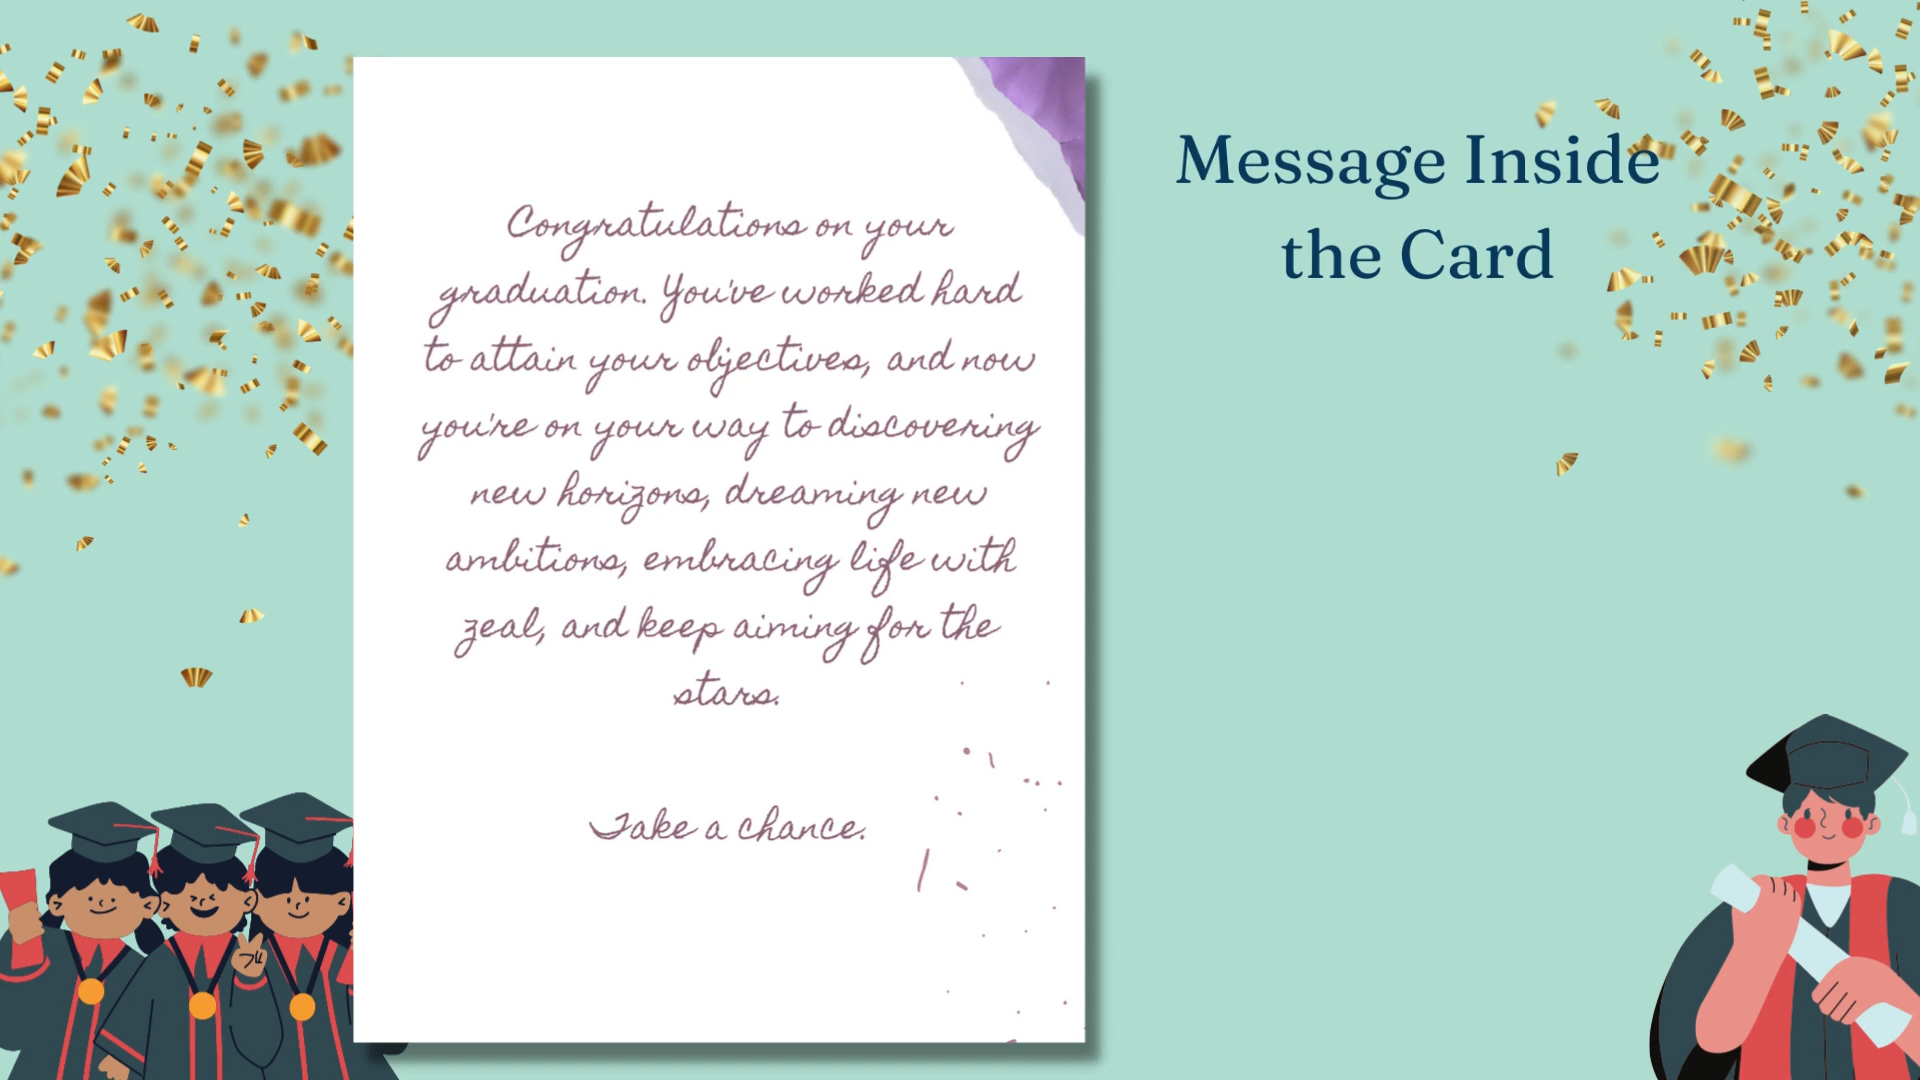 Congratulations on your
graduation. You've worked hard
to attain your objectives, and now
you're on your way to discovering
new horizons, dreaming new
ambitions, embracing life with
zeal, and keep aiming for the
stars.
Take a chance.
Message Inside
the Card